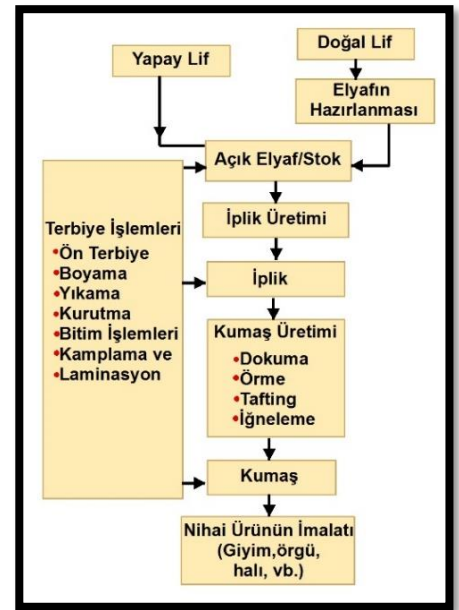 Yapay Lif
Doğal Lif
Elyafın
Hazırlanması
Açık Elyaf/Stok
İplik Üretimi
Terbiye İşlemleri
•Ön Terbiye
•Boyama
•Yıkama
•Kurutma
•Bitim İşlemleri
•Kamplama ve
•Laminasyon
İplik
Kumaş Üretimi
•Dokuma
•Örme
•Tafting
•İğneleme
Kumaş
Nihai Ürünün İmalatı
(Giyim,örgü,
halı, vb.)